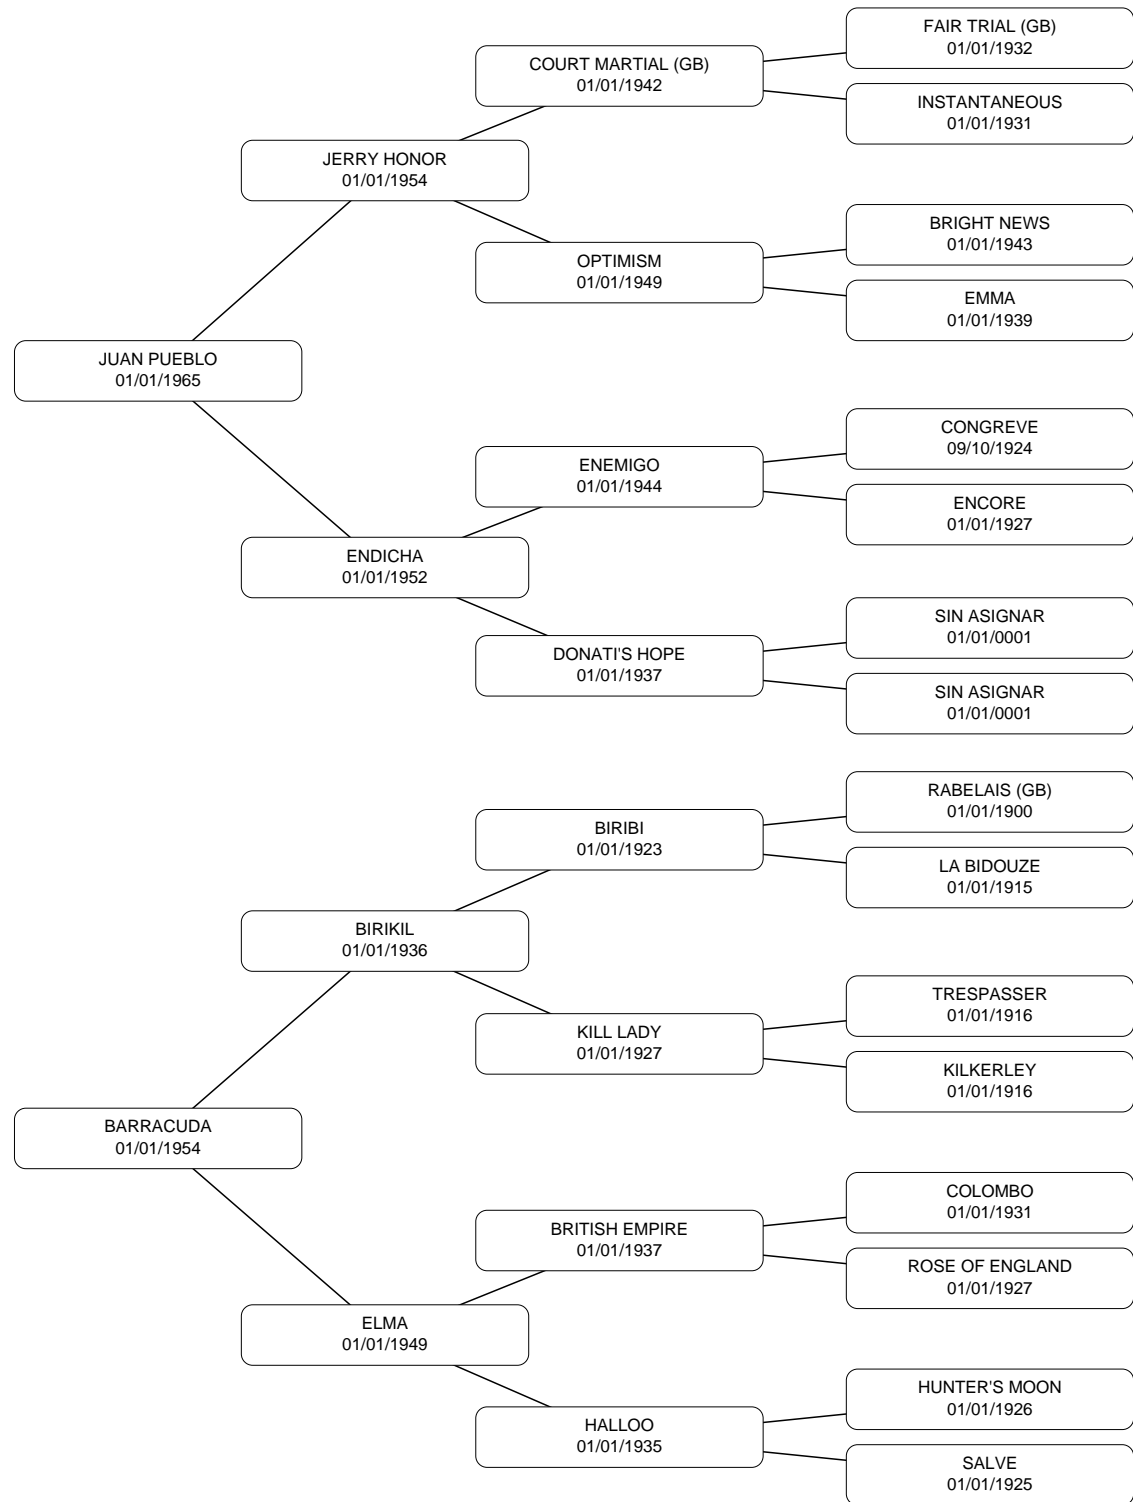 FAIR TRIAL (GB)
01/01/1932
COURT MARTIAL (GB)
01/01/1942
INSTANTANEOUS
01/01/1931
JERRY HONOR
01/01/1954
BRIGHT NEWS
01/01/1943
OPTIMISM
01/01/1949
EMMA
01/01/1939
JUAN PUEBLO
01/01/1965
CONGREVE
09/10/1924
ENEMIGO
01/01/1944
ENCORE
01/01/1927
ENDICHA
01/01/1952
SIN ASIGNAR
01/01/0001
DONATI'S HOPE
01/01/1937
SIN ASIGNAR
01/01/0001
RABELAIS (GB)
01/01/1900
BIRIBI
01/01/1923
LA BIDOUZE
01/01/1915
BIRIKIL
01/01/1936
TRESPASSER
01/01/1916
KILL LADY
01/01/1927
KILKERLEY
01/01/1916
BARRACUDA
01/01/1954
COLOMBO
01/01/1931
BRITISH EMPIRE
01/01/1937
ROSE OF ENGLAND
01/01/1927
ELMA
01/01/1949
HUNTER'S MOON
01/01/1926
HALLOO
01/01/1935
SALVE
01/01/1925